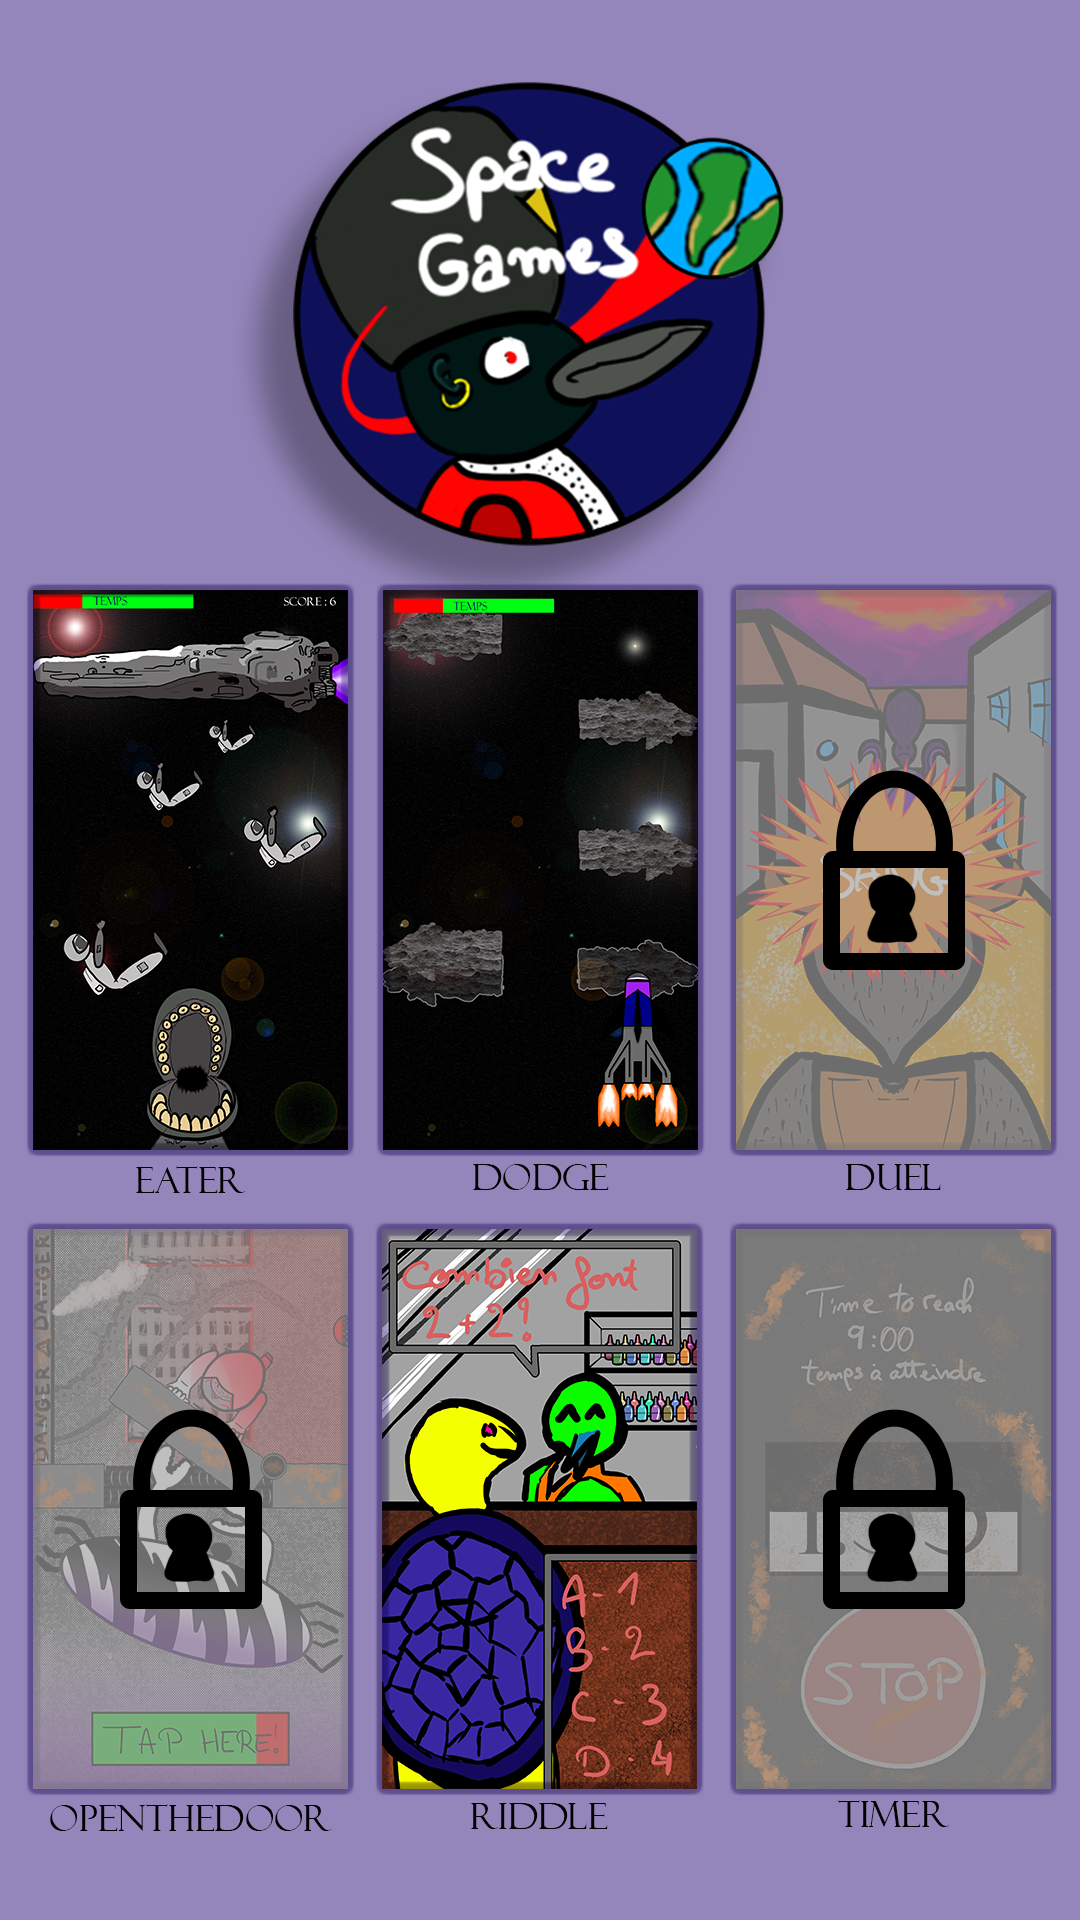 Space
Games
TEMPS
SCORE : 6
TEMPS
BANG
EATER
DODGE
DUEL
DANGER A DANGER
TAP HERE!
Combien font
2 + 2?
A - 1
B - 2
C - 3
D - 4
Time to reach
9:00
temps à atteindre
STOP
OPENTHEDOOR
RIDDLE
TIMER